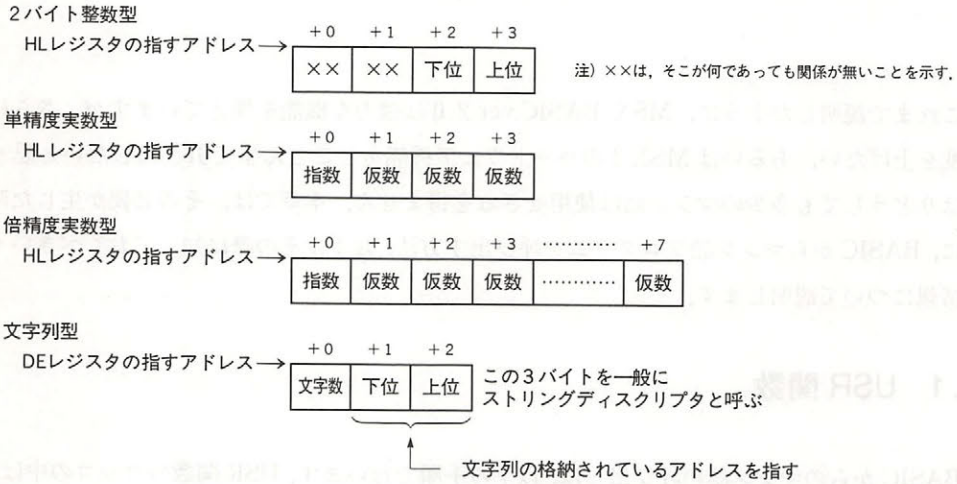 2バイト整数型
+0 +1 +2 +3
HLレジスタの指すアドレス→ ×× ×× 下位 上位
注）××は，そこが何であっても関係が無いことを示す.
単精度実数型
+0 +1 +2 +3
HLレジスタの指すアドレス→ 指数 仮数 仮数 仮数
倍精度実数型
+0 +1 +2 +3 ………… +7
HLレジスタの指すアドレス→ 指数 仮数 仮数 仮数 ………… 仮数
文字列型
+0 +1 +2
DEレジスタの指すアドレス→ 文字数 下位 上位
この3バイトを一般に
ストリングディスクリプタと呼ぶ
文字列の格納されているアドレスを指す